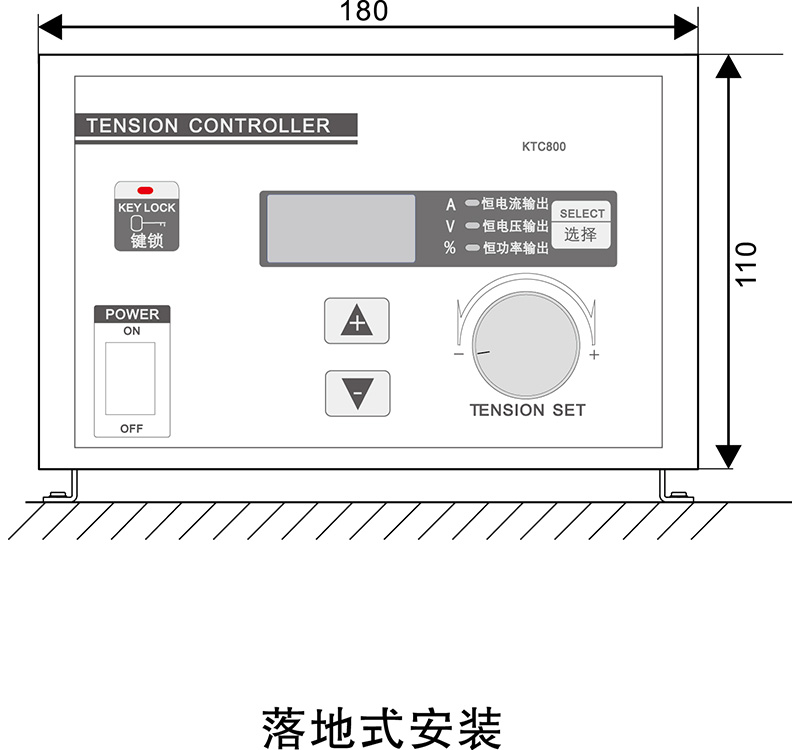 180
TENSION CONTROLLER
KTC800
KEY LOCK
键锁
A 恒电流输出
V 恒电压输出
% 恒功率输出
SELECT
选择
110
POWER
ON
OFF
+
-
- +
TENSION SET
落地式安装